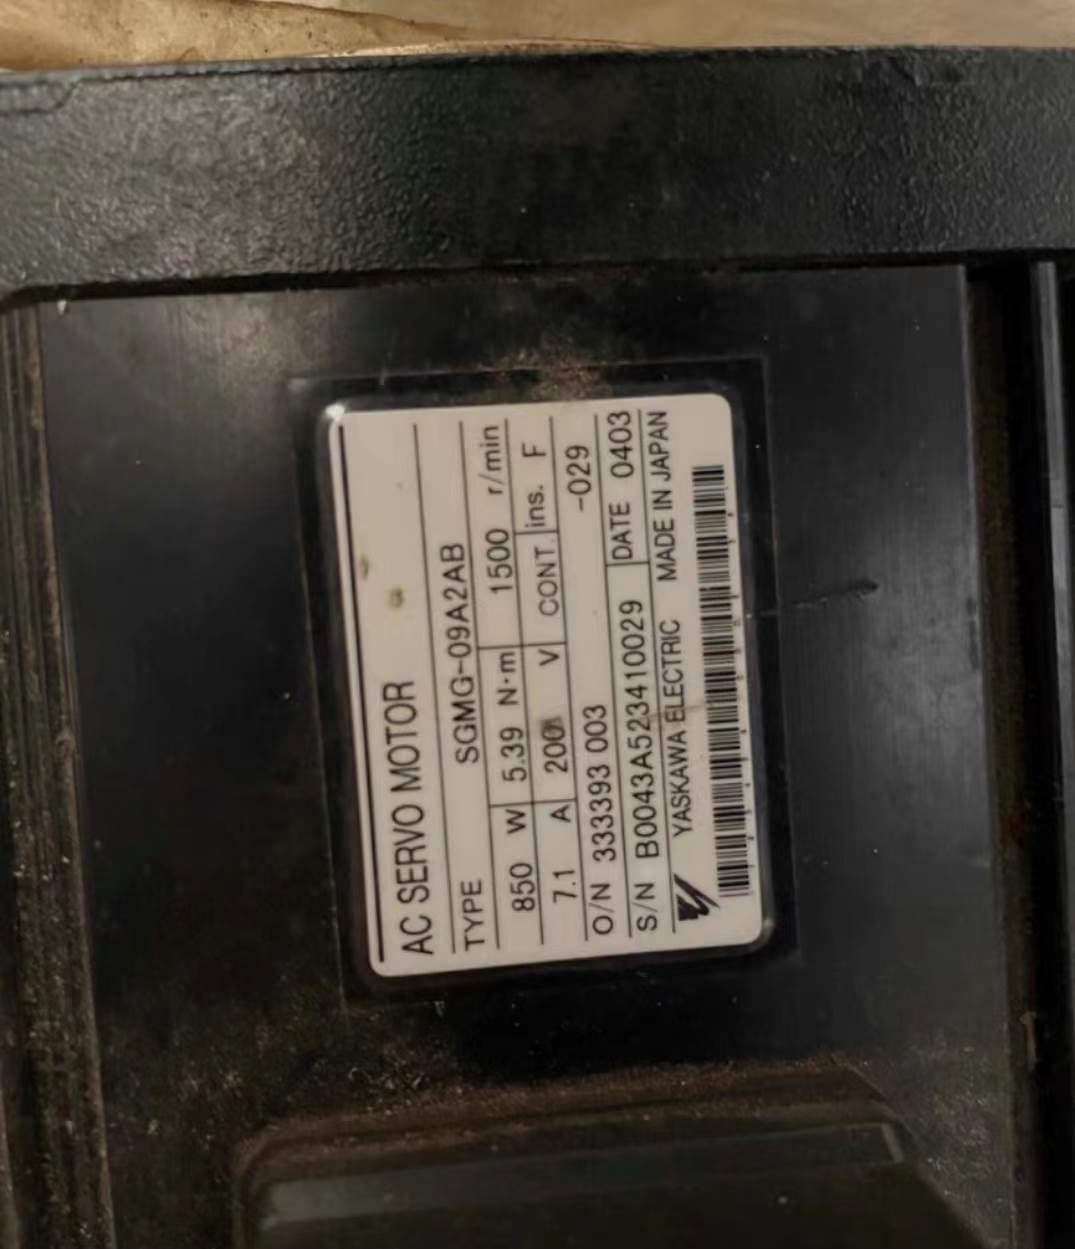 AC SERVO MOTOR
TYPE SGMG-09A2AB
850 W 5.39 N·m 1500 r/min
7.1 A 200 V CONT. ins. F
O/N 333393 003 -029
S/N B0043A523410029 DATE 0403
YASKAWA ELECTRIC MADE IN JAPAN